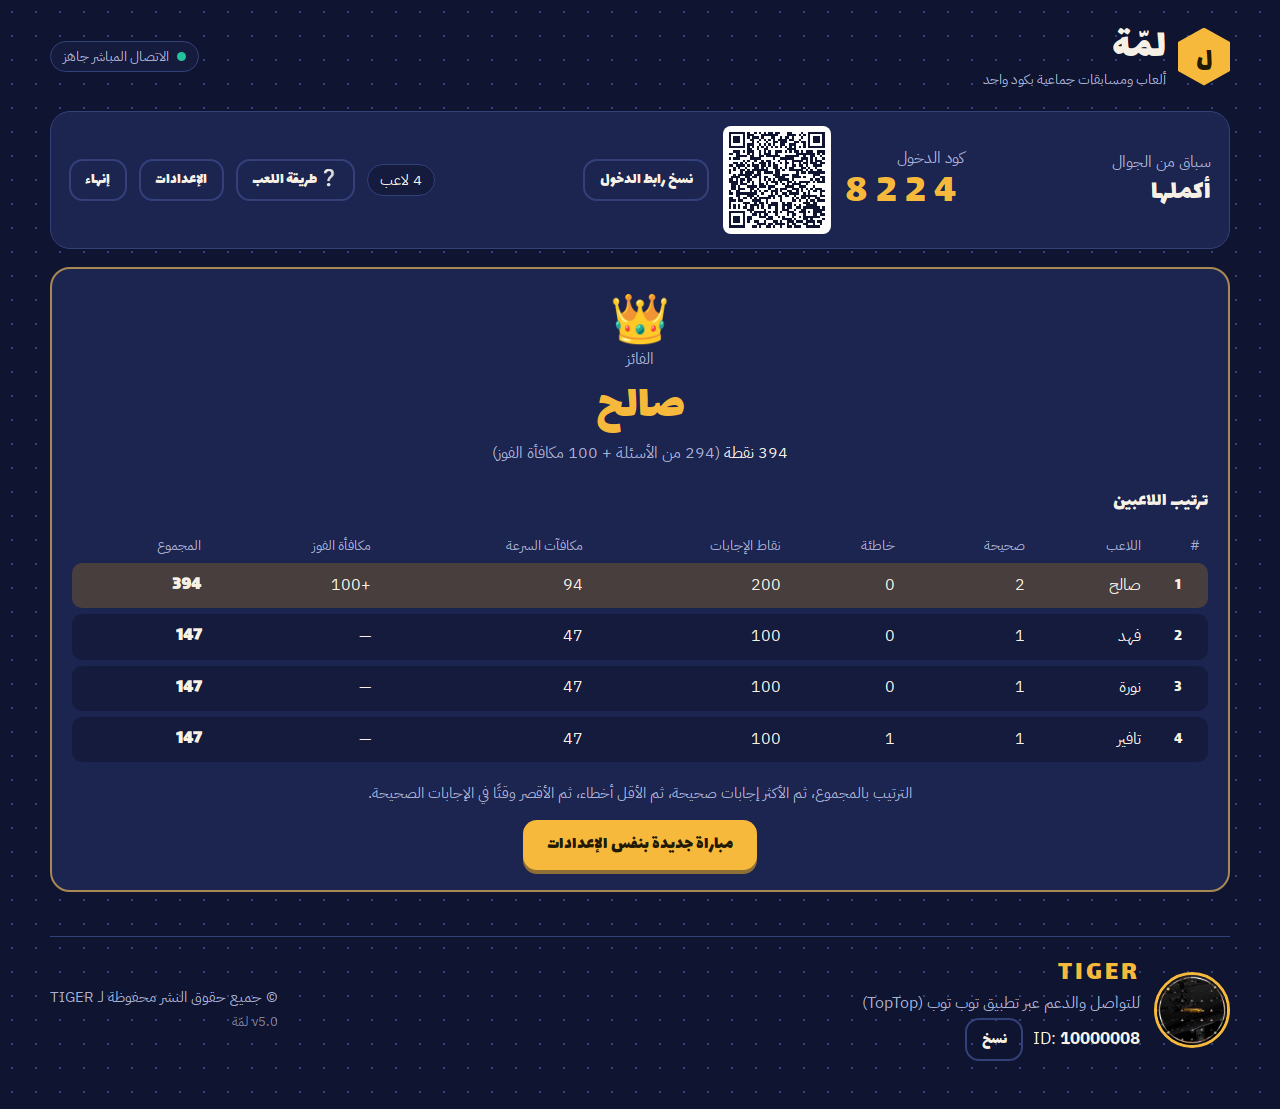 ل
لمّة
ألعاب ومسابقات جماعية بكود واحد
الاتصال المباشر جاهز
سباق من الجوال
أكملها
كود الدخول
8224
نسخ رابط الدخول
4 لاعب
❔ طريقة اللعب
الإعدادات
إنهاء
الفائز
صالح
394 نقطة (294 من الأسئلة + 100 مكافأة الفوز)
ترتيب اللاعبين
# اللاعب صحيحة خاطئة نقاط الإجابات مكافآت السرعة مكافأة الفوز المجموع
1 صالح 2 0 200 94 +100 394
2 فهد 1 0 100 47 — 147
3 نورة 1 0 100 47 — 147
4 تافير 1 1 100 47 — 147
الترتيب بالمجموع، ثم الأكثر إجابات صحيحة، ثم الأقل أخطاء، ثم الأقصر وقتًا في الإجابات الصحيحة.
مباراة جديدة بنفس الإعدادات
TIGER
للتواصل والدعم عبر تطبيق توب توب (TopTop)
ID: 10000008
نسخ
© جميع حقوق النشر محفوظة لـ TIGER
لمّة v5.0